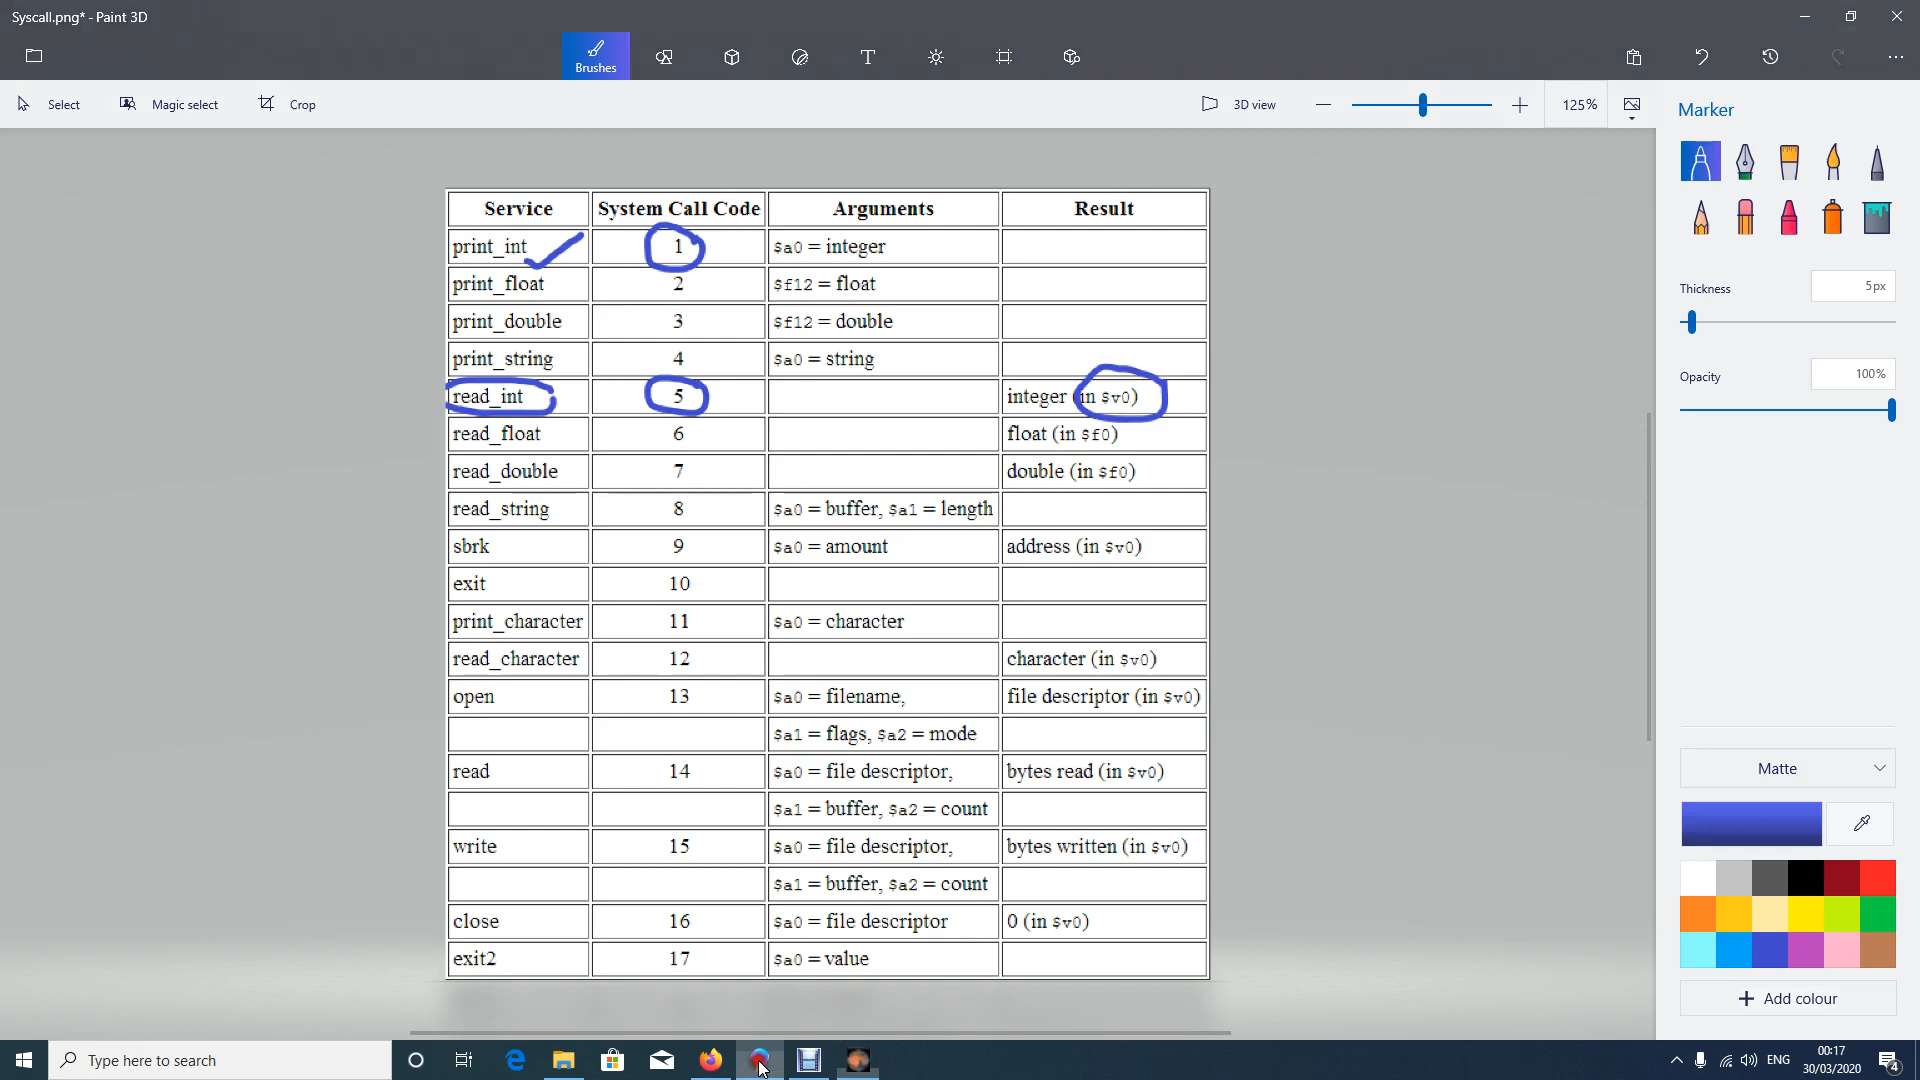 Syscall.png* - Paint 3D
Brushes
Select
Magic select
Crop
3D view
125%
Marker
Thickness
5px
Opacity
100%
Matte
Add colour
Service System Call Code Arguments Result
print_int 1 $a0 = integer
print_float 2 $f12 = float
print_double 3 $f12 = double
print_string 4 $a0 = string
read_int 5 integer (in $v0)
read_float 6 float (in $f0)
read_double 7 double (in $f0)
read_string 8 $a0 = buffer, $a1 = length
sbrk 9 $a0 = amount address (in $v0)
exit 10
print_character 11 $a0 = character
read_character 12 character (in $v0)
open 13 $a0 = filename, file descriptor (in $v0)
$a1 = flags, $a2 = mode
read 14 $a0 = file descriptor, bytes read (in $v0)
$a1 = buffer, $a2 = count
write 15 $a0 = file descriptor, bytes written (in $v0)
$a1 = buffer, $a2 = count
close 16 $a0 = file descriptor 0 (in $v0)
exit2 17 $a0 = value
Type here to search
ENG
00:17
30/03/2020
4